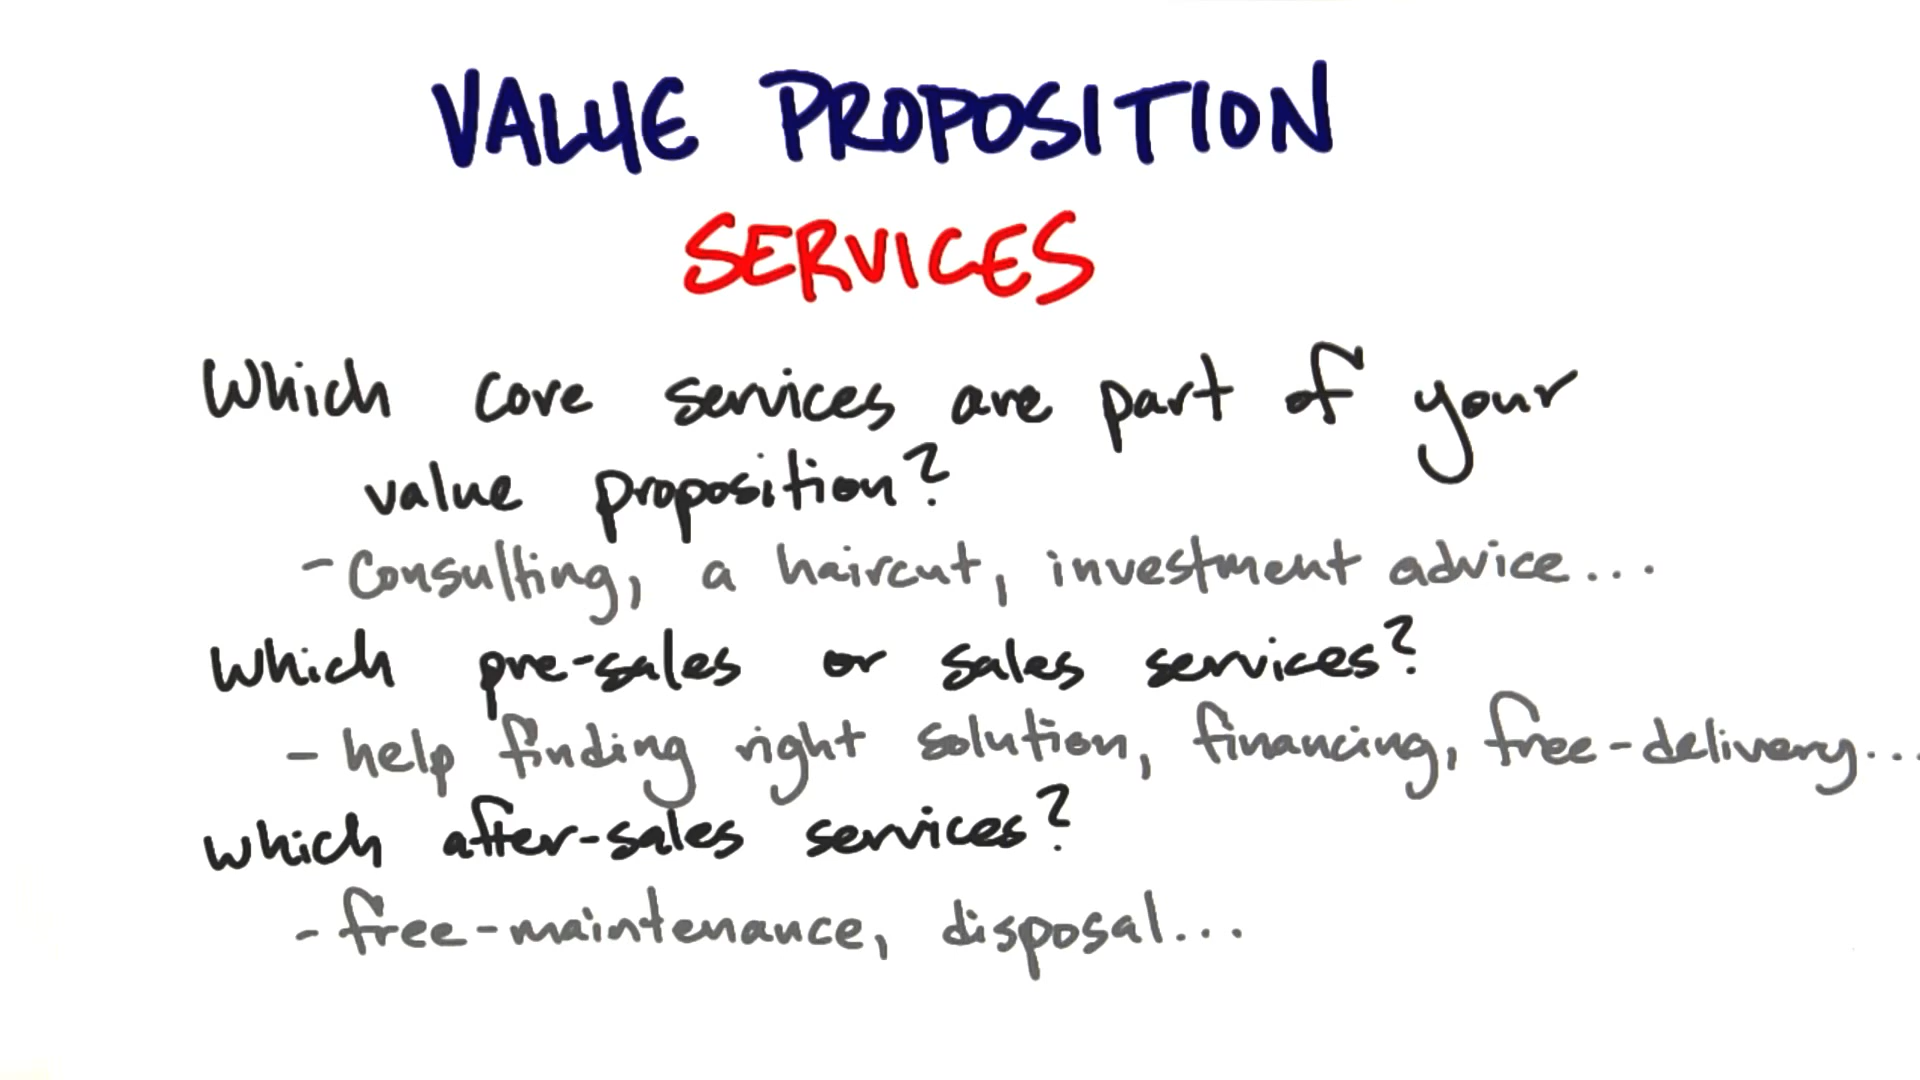 VALUE PROPOSITION
SERVICES
Which core services are part of your
value proposition?
- Consulting, a haircut, investment advice...
Which pre-sales or sales services?
- help finding right solution, financing, free-delivery...
Which after-sales services?
- free-maintenance, disposal...